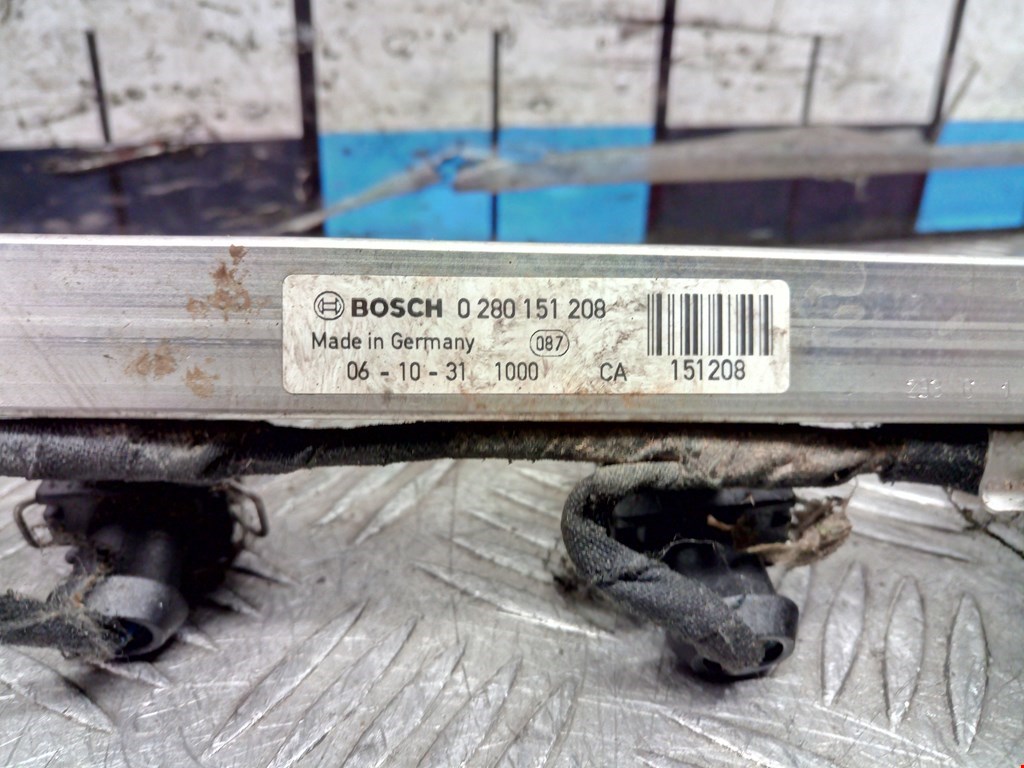 BOSCH 0 280 151 208
Made in Germany 087
06 - 10 - 31 1000 CA 151208